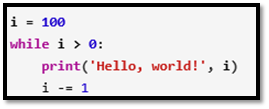 i = 100
while i > 0:
    print('Hello, world!', i)
    i -= 1